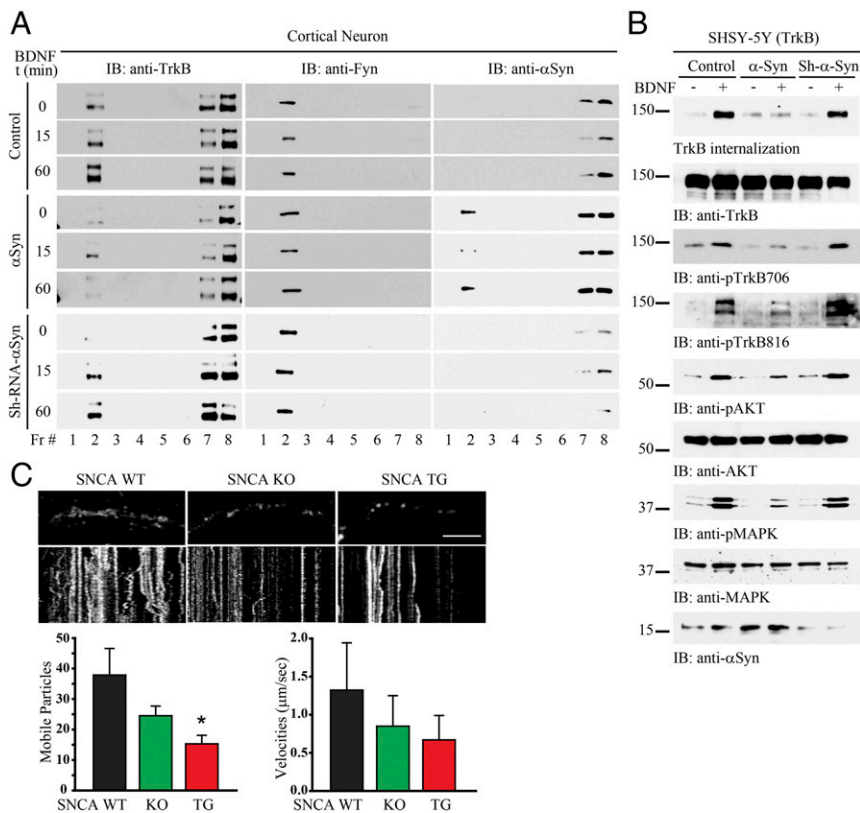 A
Cortical Neuron
BDNF
t (min)
IB: anti-TrkB
IB: anti-Fyn
IB: anti-αSyn
Control
0
15
60
αSyn
0
15
60
Sh-RNA-αSyn
0
15
60
Fr #
1 2 3 4 5 6 7 8
1 2 3 4 5 6 7 8
1 2 3 4 5 6 7 8
B
SHSY-5Y (TrkB)
Control α-Syn Sh-α-Syn
BDNF - + - + - +
150
TrkB internalization
150
IB: anti-TrkB
150
IB: anti-pTrkB706
150
IB: anti-pTrkB816
50
IB: anti-pAKT
50
IB: anti-AKT
37
IB: anti-pMAPK
37
IB: anti-MAPK
15
IB: anti-αSyn
C
SNCA WT
SNCA KO
SNCA TG
Mobile Particles
50
40
30
20
10
0
*
SNCA WT KO TG
Velocities (μm/sec)
2.0
1.5
1.0
0.5
0.0
SNCA WT KO TG